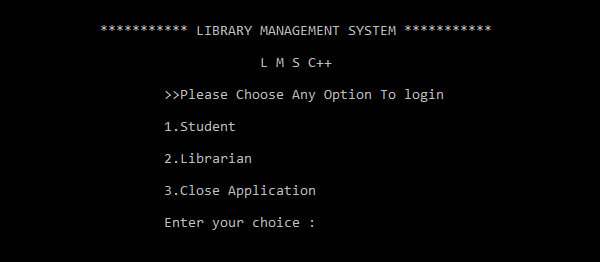 *********** LIBRARY MANAGEMENT SYSTEM ***********
L M S C++
>>Please Choose Any Option To login
1.Student
2.Librarian
3.Close Application
Enter your choice :